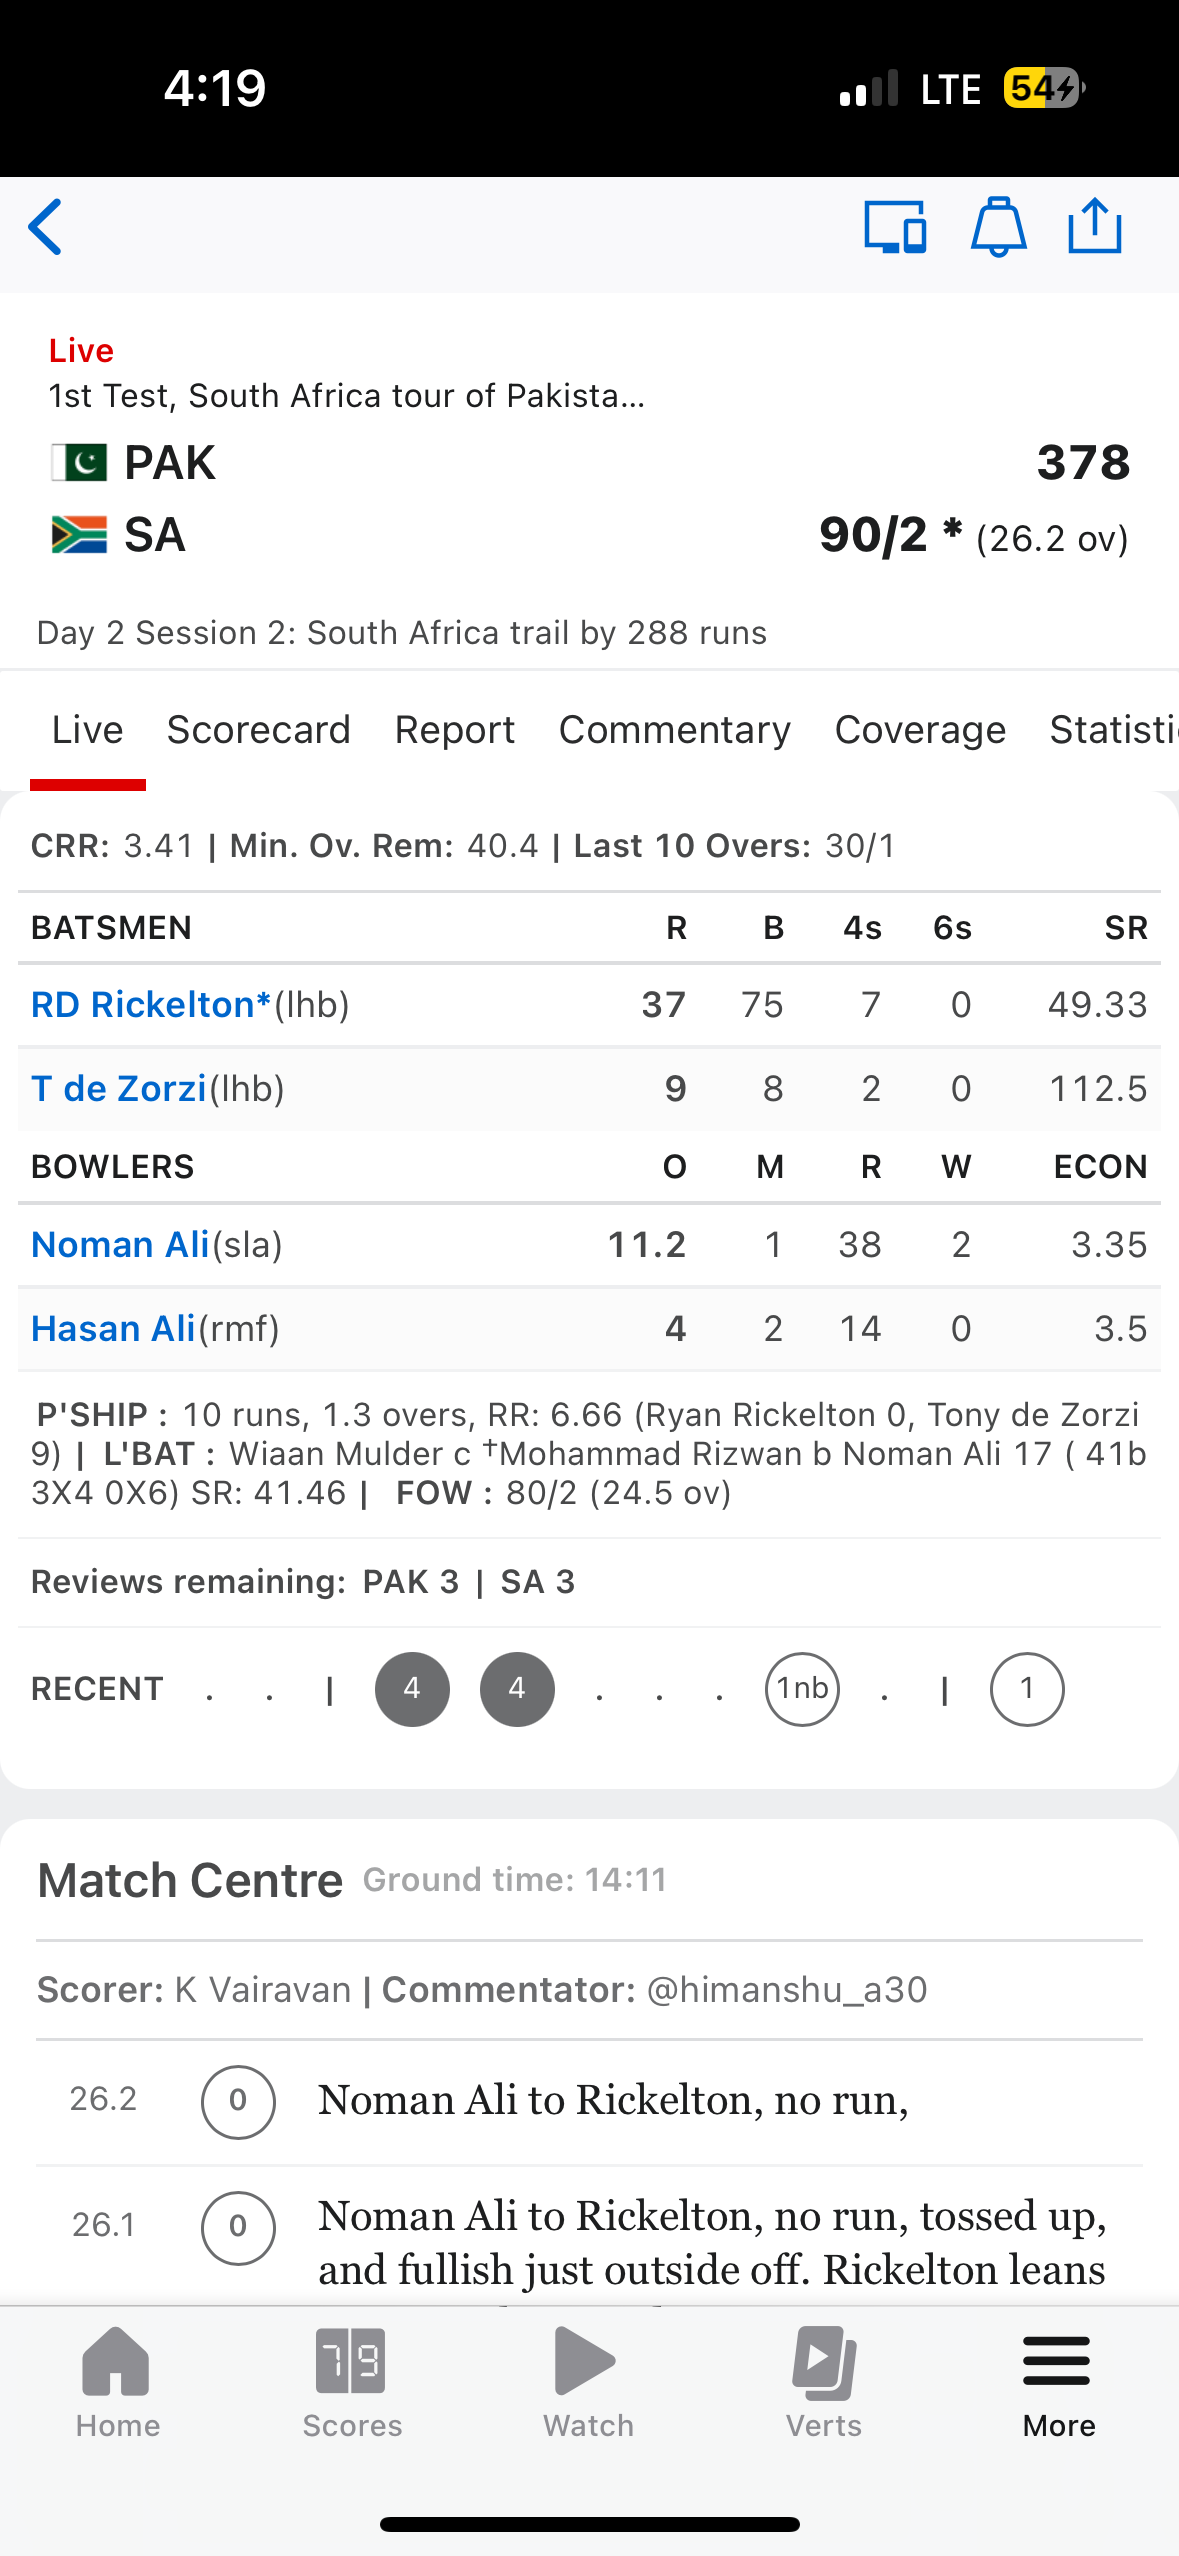 4:19 LTE 54
Live
1st Test, South Africa tour of Pakista...
PAK 378
SA 90/2 * (26.2 ov)
Day 2 Session 2: South Africa trail by 288 runs
Live Scorecard Report Commentary Coverage Statisti
CRR: 3.41 | Min. Ov. Rem: 40.4 | Last 10 Overs: 30/1
BATSMEN R B 4s 6s SR
RD Rickelton*(lhb) 37 75 7 0 49.33
T de Zorzi(lhb) 9 8 2 0 112.5
BOWLERS O M R W ECON
Noman Ali(sla) 11.2 1 38 2 3.35
Hasan Ali(rmf) 4 2 14 0 3.5
P'SHIP : 10 runs, 1.3 overs, RR: 6.66 (Ryan Rickelton 0, Tony de Zorzi
9) | L'BAT : Wiaan Mulder c †Mohammad Rizwan b Noman Ali 17 ( 41b
3X4 0X6) SR: 41.46 | FOW : 80/2 (24.5 ov)
Reviews remaining: PAK 3 | SA 3
RECENT . . | 4 4 . . . 1nb . | 1
Match Centre Ground time: 14:11
Scorer: K Vairavan | Commentator: @himanshu_a30
26.2 0 Noman Ali to Rickelton, no run,
26.1 0 Noman Ali to Rickelton, no run, tossed up,
and fullish just outside off. Rickelton leans
Home Scores Watch Verts More